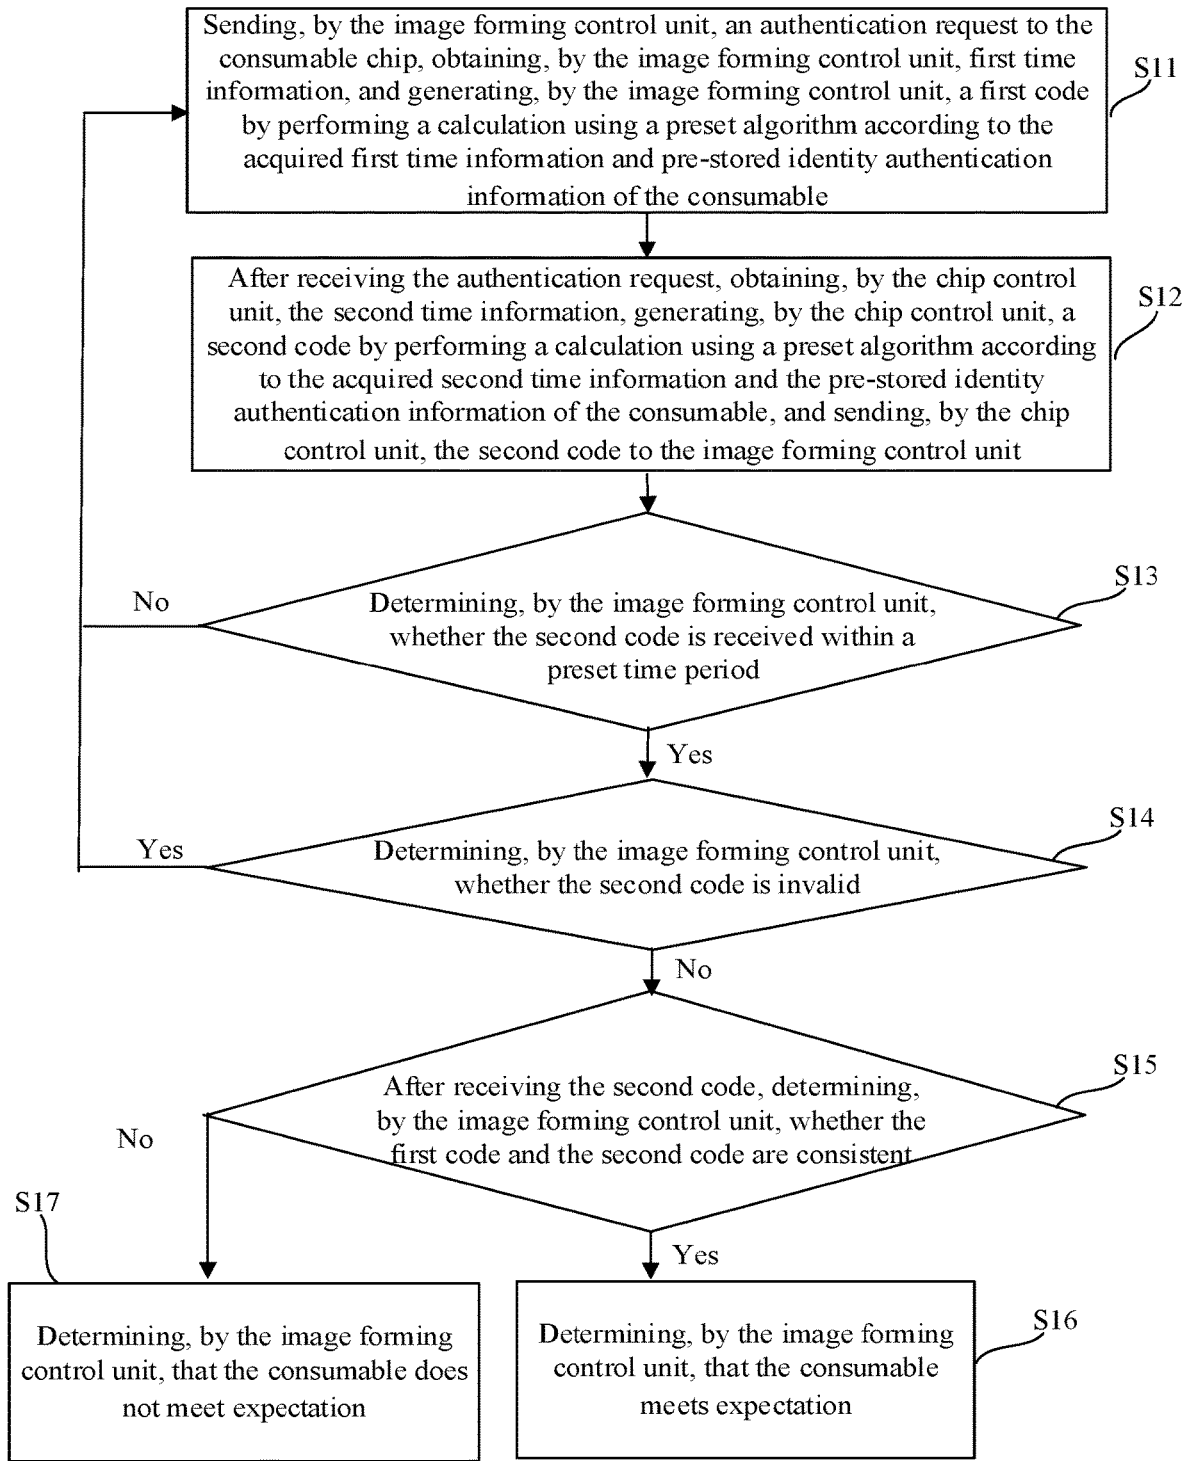 Sending, by the image forming control unit, an authentication request to the
consumable chip, obtaining, by the image forming control unit, first time
information, and generating, by the image forming control unit, a first code
by performing a calculation using a preset algorithm according to the
acquired first time information and pre-stored identity authentication
information of the consumable
S11
After receiving the authentication request, obtaining, by the chip control
unit, the second time information, generating, by the chip control unit, a
second code by performing a calculation using a preset algorithm according
to the acquired second time information and the pre-stored identity
authentication information of the consumable, and sending, by the chip
control unit, the second code to the image forming control unit
S12
Determining, by the image forming control unit,
whether the second code is received within a
preset time period
S13
No
Yes
Determining, by the image forming control unit,
whether the second code is invalid
S14
Yes
No
After receiving the second code, determining,
by the image forming control unit, whether the
first code and the second code are consistent
S15
No
Yes
S17
Determining, by the image forming
control unit, that the consumable does
not meet expectation
Determining, by the image forming
control unit, that the consumable
meets expectation
S16